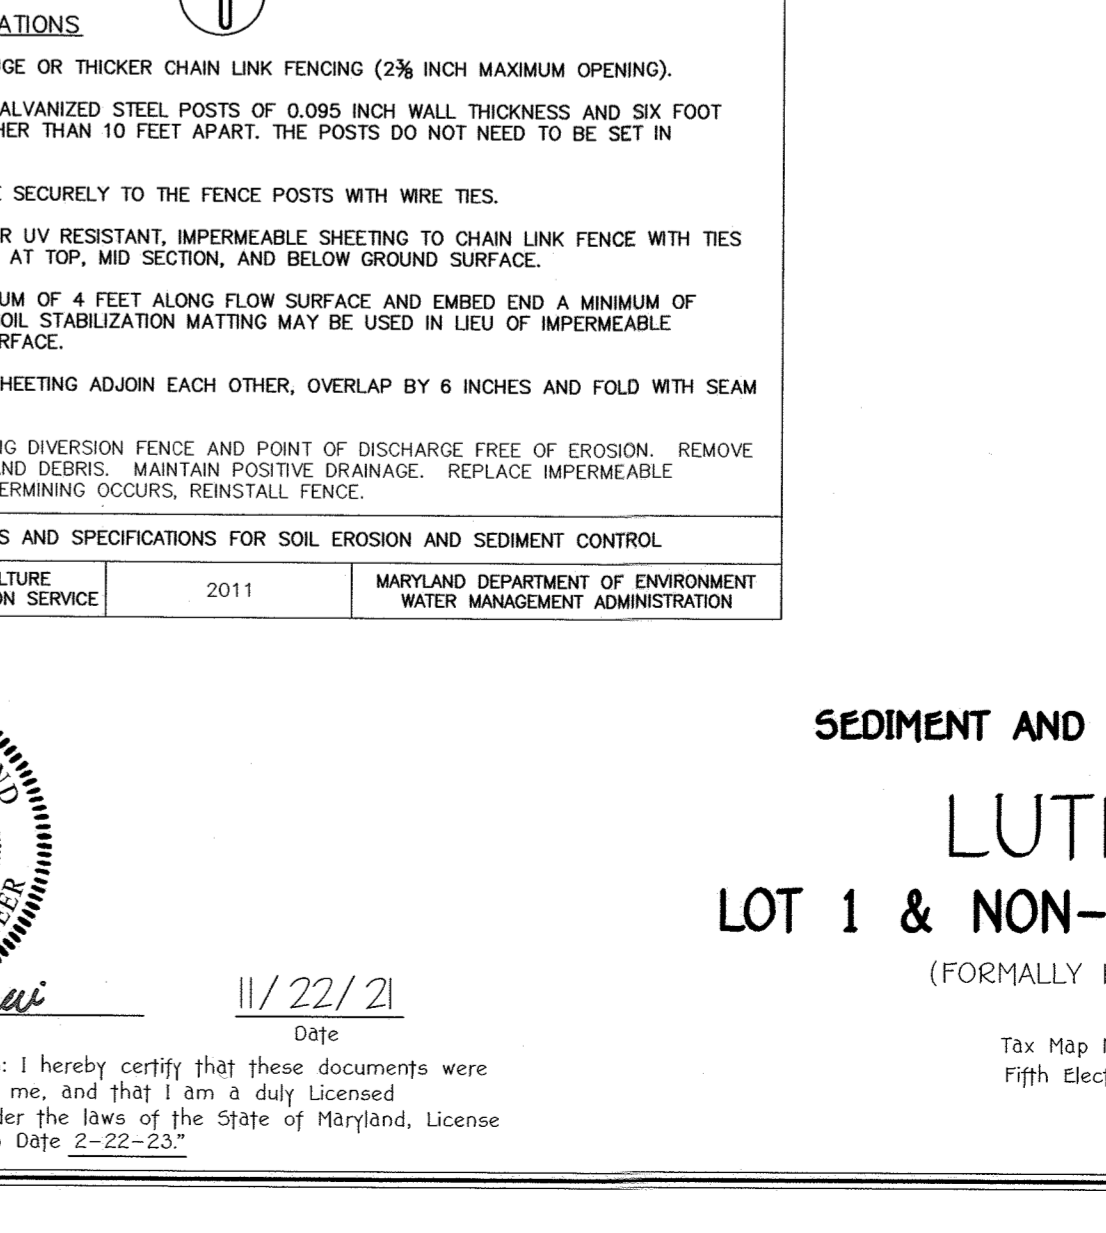 ATIONS
GE OR THICKER CHAIN LINK FENCING (2⅜ INCH MAXIMUM OPENING).
ALVANIZED STEEL POSTS OF 0.095 INCH WALL THICKNESS AND SIX FOOT
HER THAN 10 FEET APART. THE POSTS DO NOT NEED TO BE SET IN
SECURELY TO THE FENCE POSTS WITH WIRE TIES.
R UV RESISTANT, IMPERMEABLE SHEETING TO CHAIN LINK FENCE WITH TIES
AT TOP, MID SECTION, AND BELOW GROUND SURFACE.
UM OF 4 FEET ALONG FLOW SURFACE AND EMBED END A MINIMUM OF
OIL STABILIZATION MATTING MAY BE USED IN LIEU OF IMPERMEABLE
RFACE.
HEETING ADJOIN EACH OTHER, OVERLAP BY 6 INCHES AND FOLD WITH SEAM
NG DIVERSION FENCE AND POINT OF DISCHARGE FREE OF EROSION. REMOVE
ND DEBRIS. MAINTAIN POSITIVE DRAINAGE. REPLACE IMPERMEABLE
ERMINING OCCURS, REINSTALL FENCE.
S AND SPECIFICATIONS FOR SOIL EROSION AND SEDIMENT CONTROL
LTURE
ON SERVICE
2011
MARYLAND DEPARTMENT OF ENVIRONMENT
WATER MANAGEMENT ADMINISTRATION
SEDIMENT AND
LUT
LOT 1 & NON-
(FORMALLY
ND
EER
11/22/21
Date
: I hereby certify that these documents were
me, and that I am a duly Licensed
der the laws of the State of Maryland, License
Date 2-22-23."
Tax Map
Fifth Elect